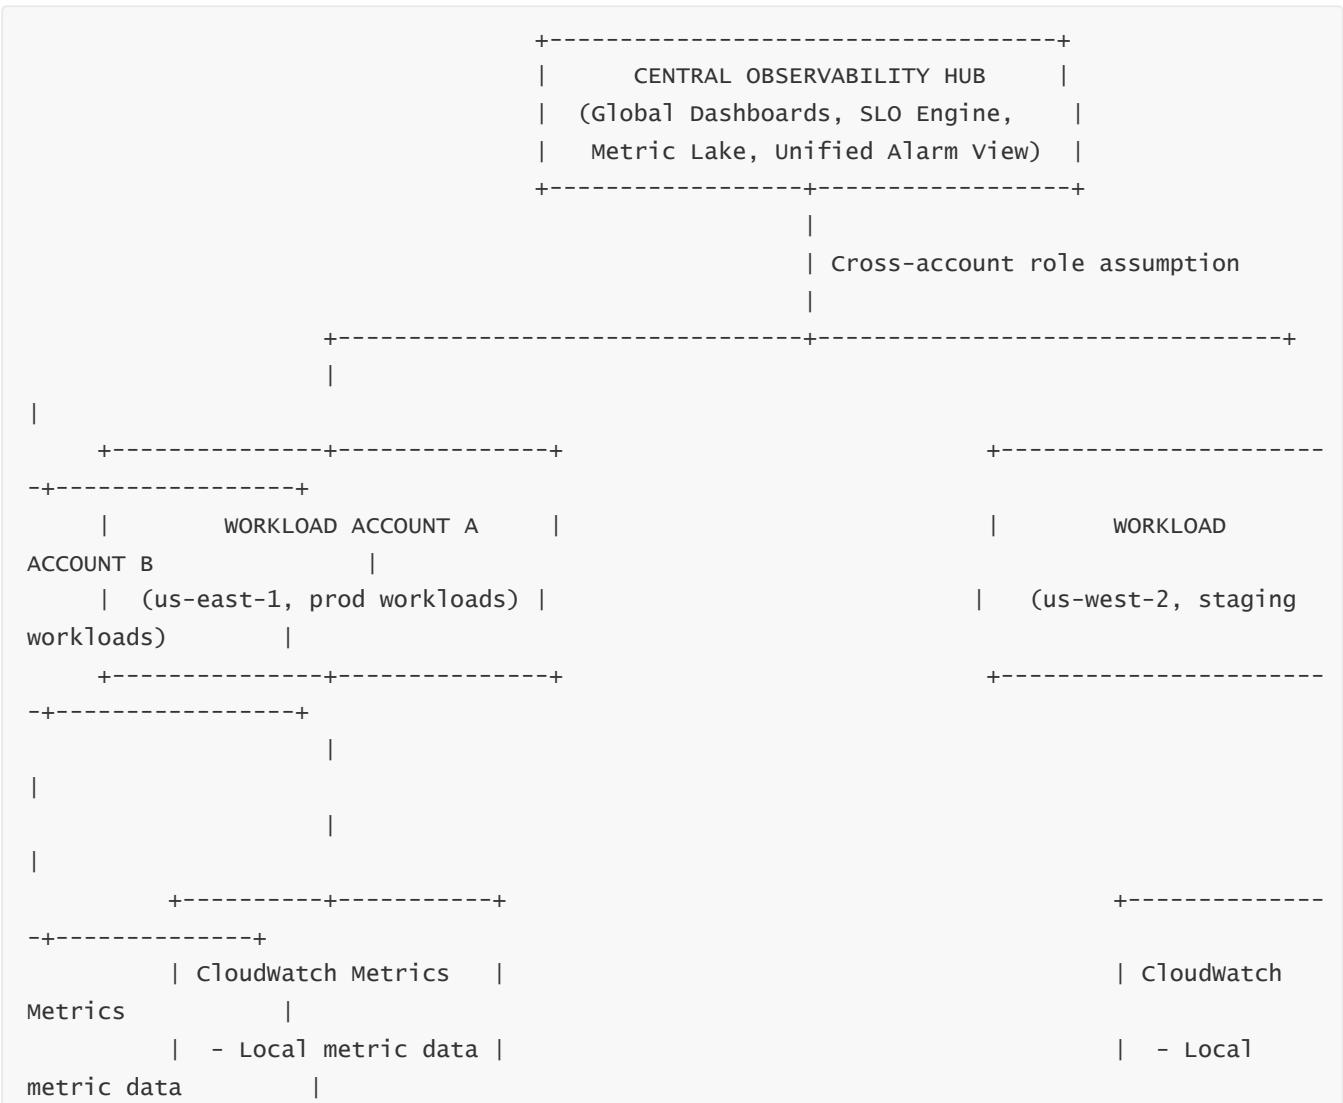 +------------------------------------+
|      CENTRAL OBSERVABILITY HUB     |
|  (Global Dashboards, SLO Engine,    |
|   Metric Lake, Unified Alarm View)  |
+------------------+------------------+
|
| Cross-account role assumption
|
+---------------------------------+---------------------------------+
|
|
+---------------+---------------+                              +-----------------------
-+-----------------+
|        WORKLOAD ACCOUNT A     |                              |        WORKLOAD
ACCOUNT B               |
|  (us-east-1, prod workloads) |                               |   (us-west-2, staging
workloads)        |
+---------------+---------------+                              +-----------------------
-+-----------------+
|
|
|
|
+----------+-----------+                                           +--------------
-+--------------+
| CloudWatch Metrics   |                                           | CloudWatch
Metrics           |
|  - Local metric data |                                           |  - Local
metric data         |